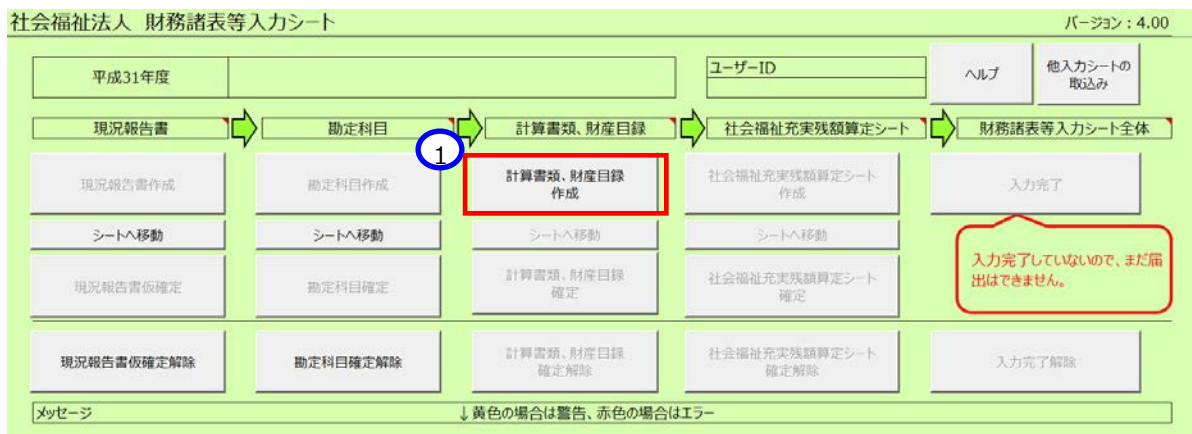 社会福祉法人 財務諸表等入力シート
バージョン：4.00
平成31年度
ユーザーID
ヘルプ
他入力シートの
取込み
現況報告書
勘定科目
計算書類、財産目録
社会福祉充実残額算定シート
財務諸表等入力シート全体
1
現況報告書作成
勘定科目作成
計算書類、財産目録
作成
社会福祉充実残額算定シート
作成
入力完了
シートへ移動
シートへ移動
シートへ移動
シートへ移動
入力完了していないので、まだ届
出はできません。
現況報告書仮確定
勘定科目確定
計算書類、財産目録
確定
社会福祉充実残額算定シート
確定
現況報告書仮確定解除
勘定科目確定解除
計算書類、財産目録
確定解除
社会福祉充実残額算定シート
確定解除
入力完了解除
メッセージ
↓黄色の場合は警告、赤色の場合はエラー